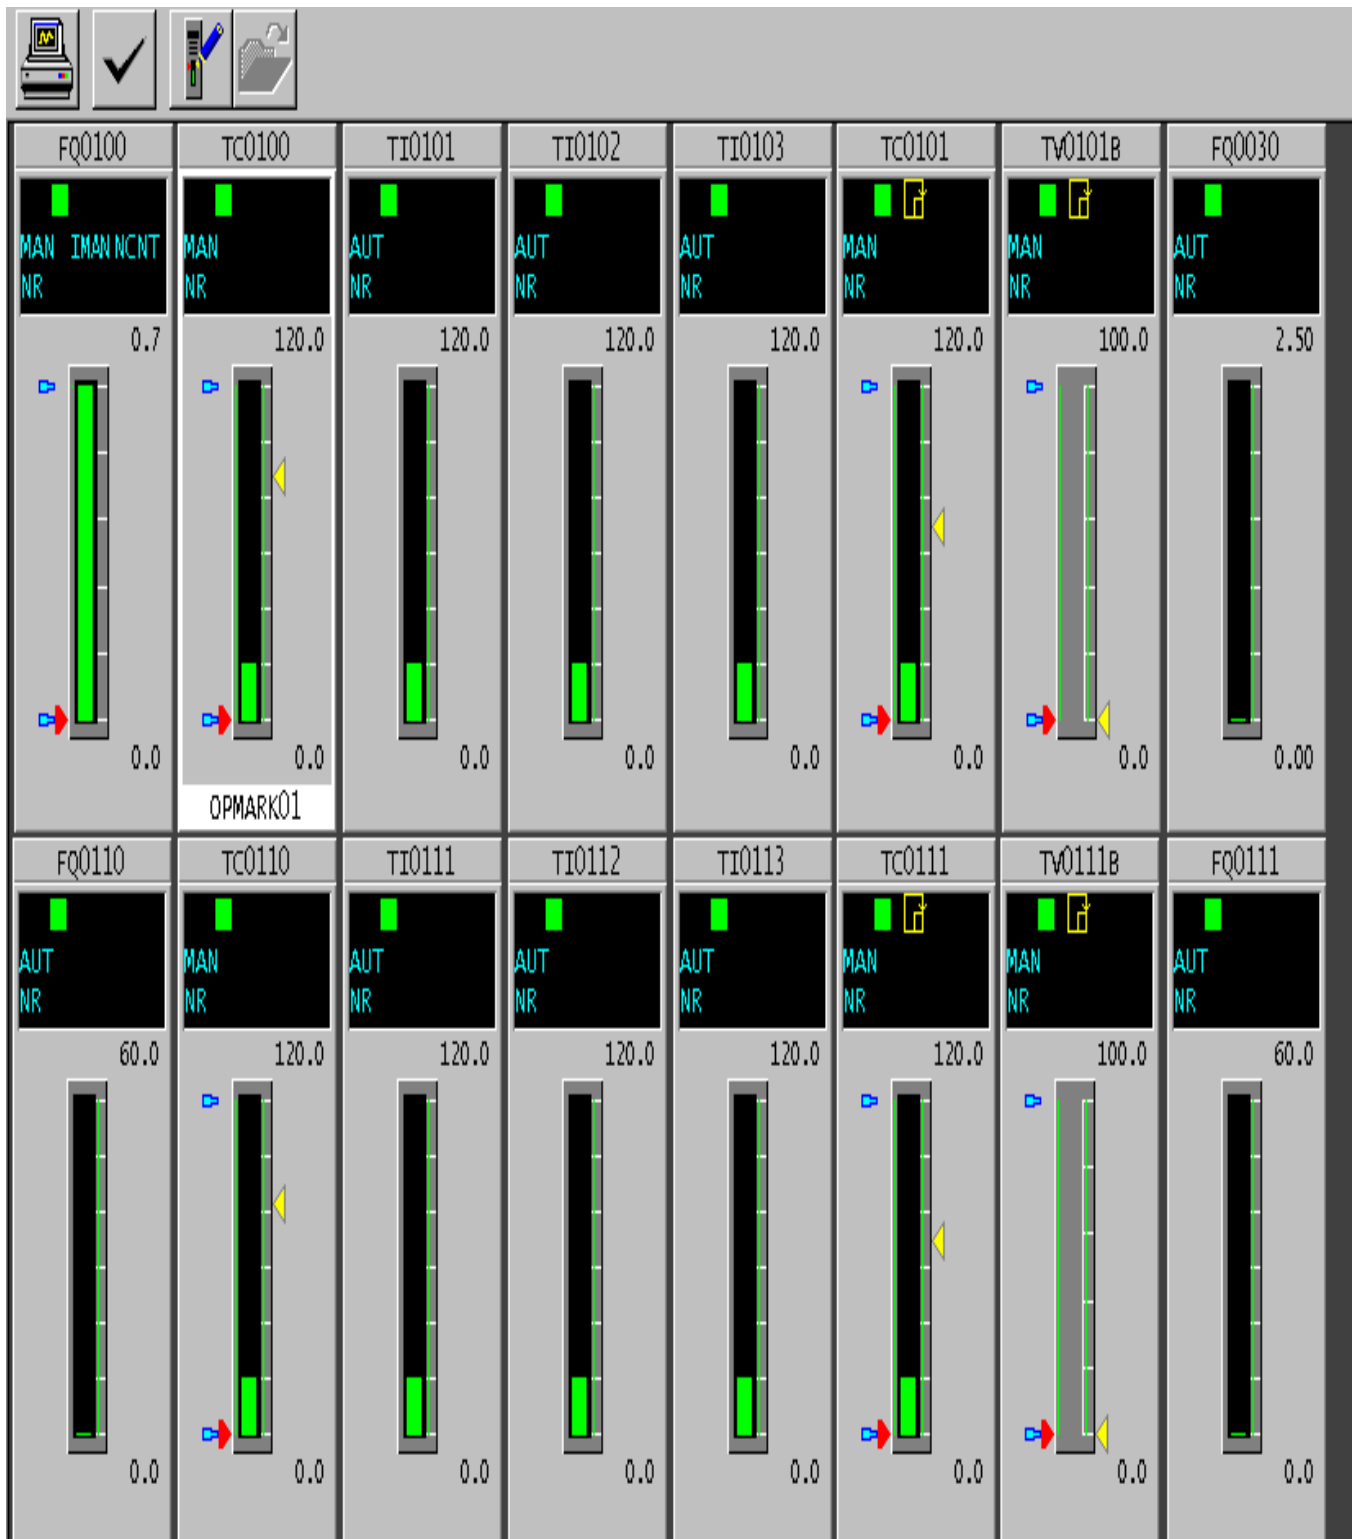 FQ0100 TC0100 TI0101 TI0102 TI0103 TC0101 TV0101B FQ0030
MAN IMAN NCNT MAN AUT AUT AUT MAN MAN AUT
NR NR NR NR NR NR NR NR
0.7 120.0 120.0 120.0 120.0 120.0 100.0 2.50
0.0 0.0 0.0 0.0 0.0 0.0 0.0 0.00
OPMARK01
FQ0110 TC0110 TI0111 TI0112 TI0113 TC0111 TV0111B FQ0111
AUT MAN AUT AUT AUT MAN MAN AUT
NR NR NR NR NR NR NR NR
60.0 120.0 120.0 120.0 120.0 120.0 100.0 60.0
0.0 0.0 0.0 0.0 0.0 0.0 0.0 0.0